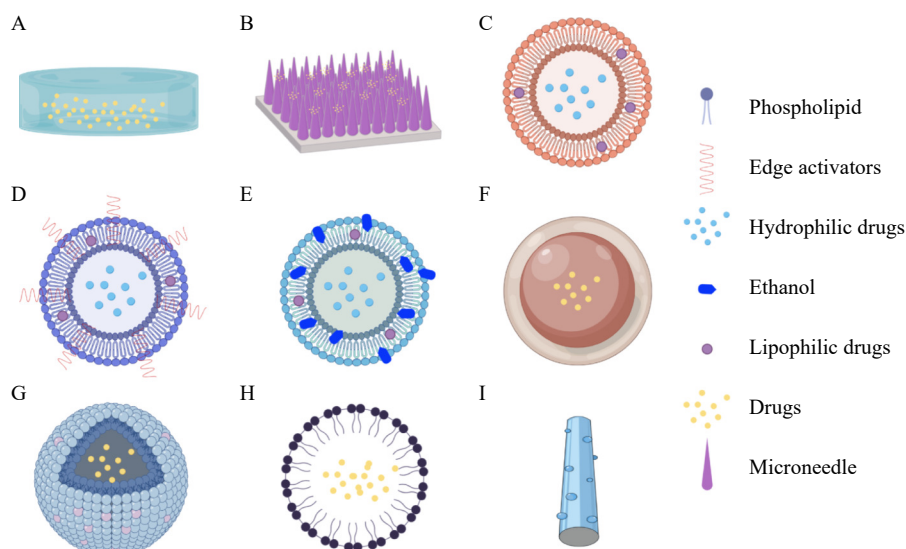 A
B
C
Phospholipid
Edge activators
D
E
F
Hydrophilic drugs
Ethanol
Lipophilic drugs
G
H
I
Drugs
Microneedle